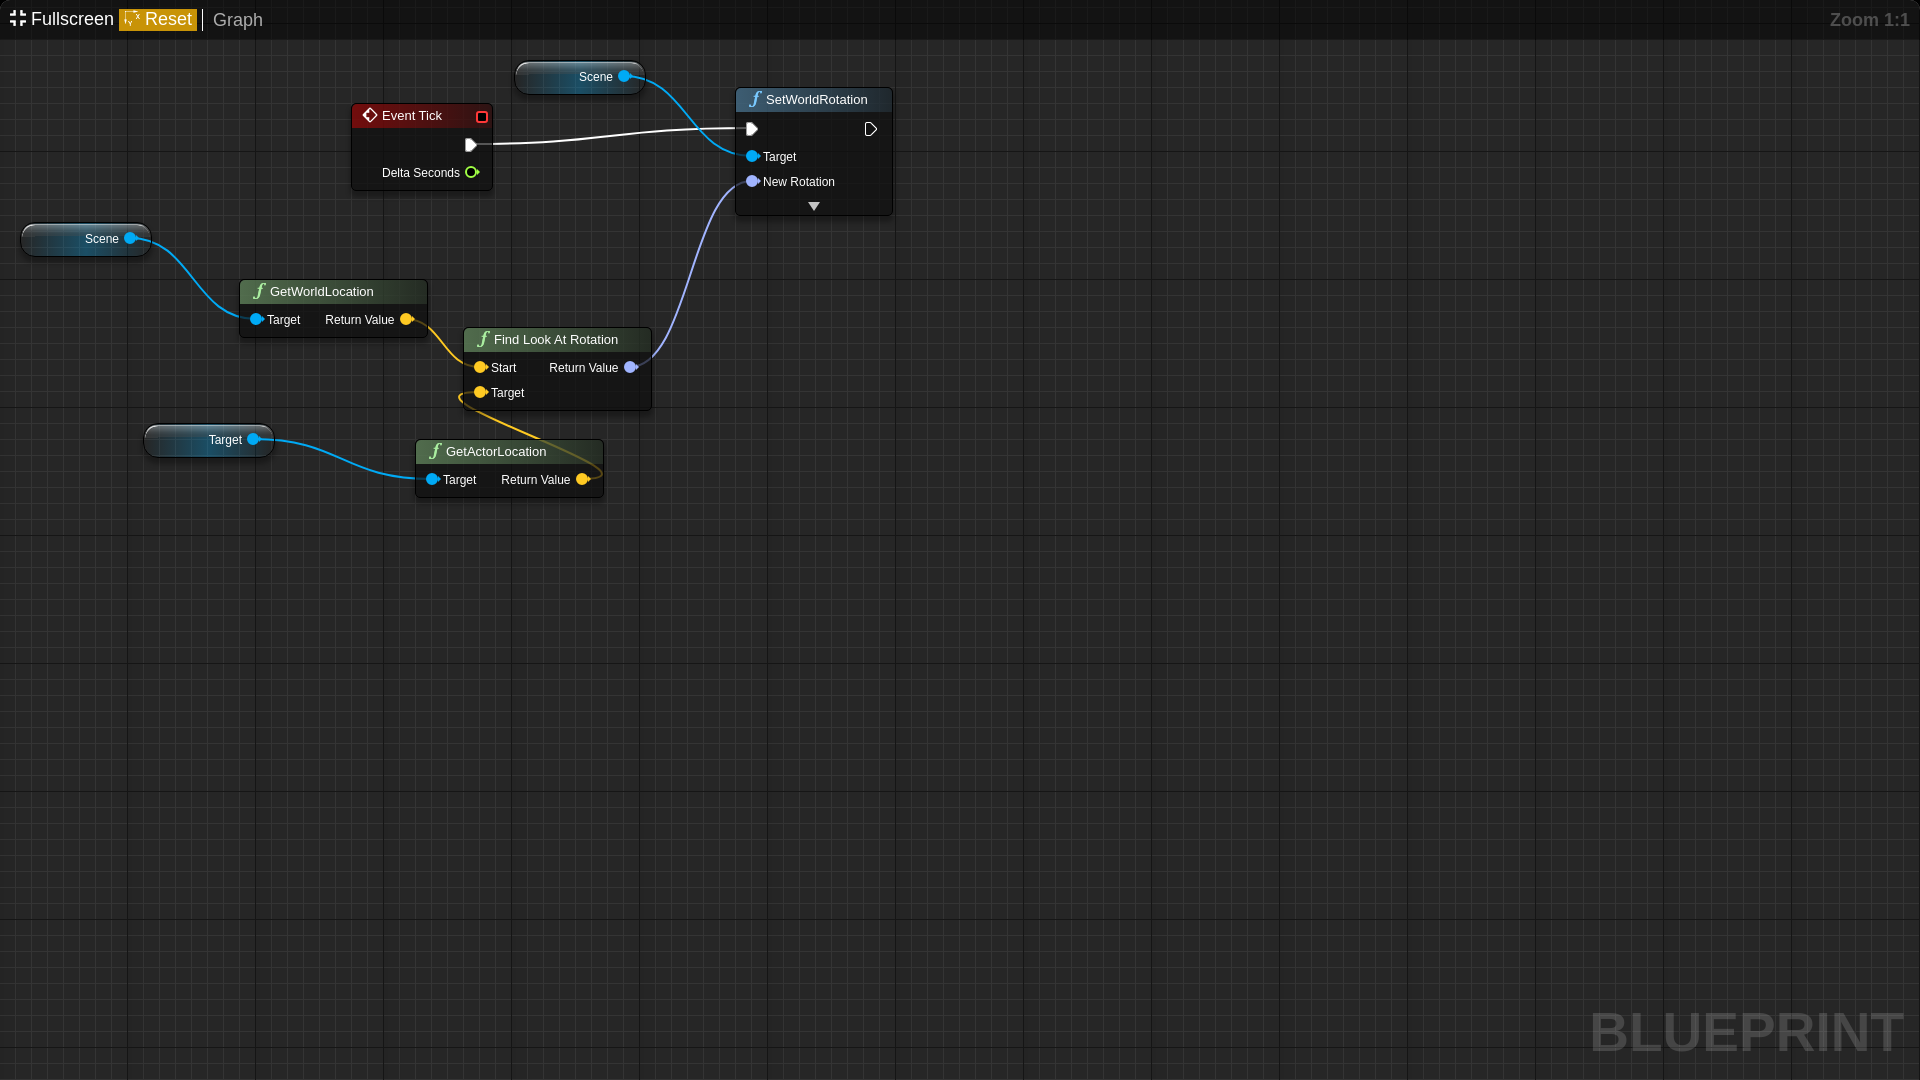 Fullscreen Reset Graph
Zoom 1:1
Scene
SetWorldRotation
Target
New Rotation
Event Tick
Delta Seconds
Scene
GetWorldLocation
Target Return Value
Find Look At Rotation
Start Return Value
Target
Target
GetActorLocation
Target Return Value
BLUEPRINT